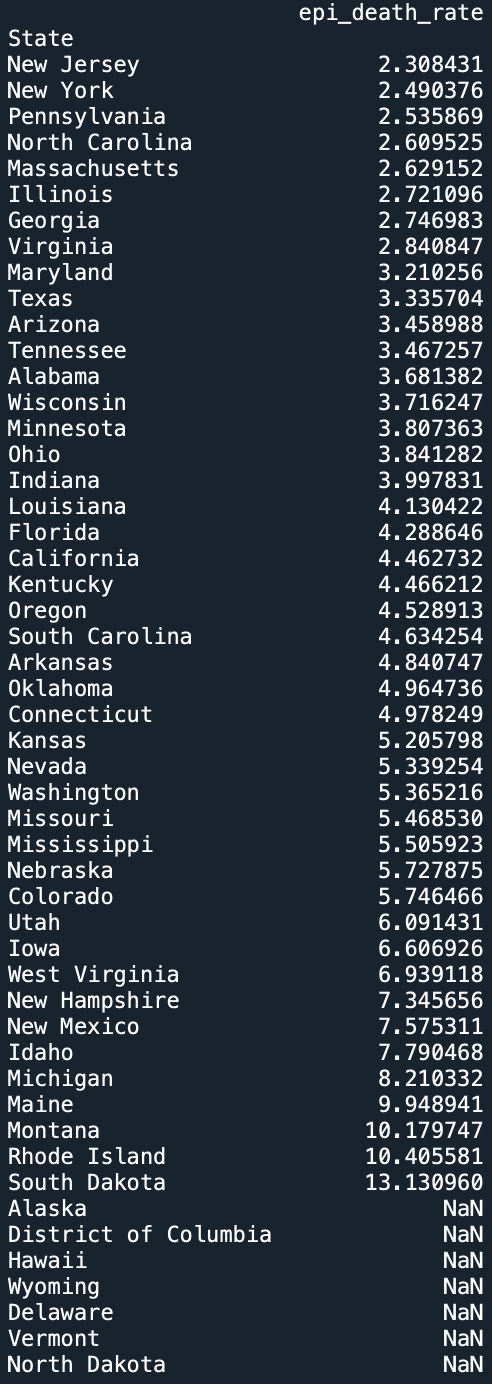 epi_death_rate
State
New Jersey 2.308431
New York 2.490376
Pennsylvania 2.535869
North Carolina 2.609525
Massachusetts 2.629152
Illinois 2.721096
Georgia 2.746983
Virginia 2.840847
Maryland 3.210256
Texas 3.335704
Arizona 3.458988
Tennessee 3.467257
Alabama 3.681382
Wisconsin 3.716247
Minnesota 3.807363
Ohio 3.841282
Indiana 3.997831
Louisiana 4.130422
Florida 4.288646
California 4.462732
Kentucky 4.466212
Oregon 4.528913
South Carolina 4.634254
Arkansas 4.840747
Oklahoma 4.964736
Connecticut 4.978249
Kansas 5.205798
Nevada 5.339254
Washington 5.365216
Missouri 5.468530
Mississippi 5.505923
Nebraska 5.727875
Colorado 5.746466
Utah 6.091431
Iowa 6.606926
West Virginia 6.939118
New Hampshire 7.345656
New Mexico 7.575311
Idaho 7.790468
Michigan 8.210332
Maine 9.948941
Montana 10.179747
Rhode Island 10.405581
South Dakota 13.130960
Alaska NaN
District of Columbia NaN
Hawaii NaN
Wyoming NaN
Delaware NaN
Vermont NaN
North Dakota NaN